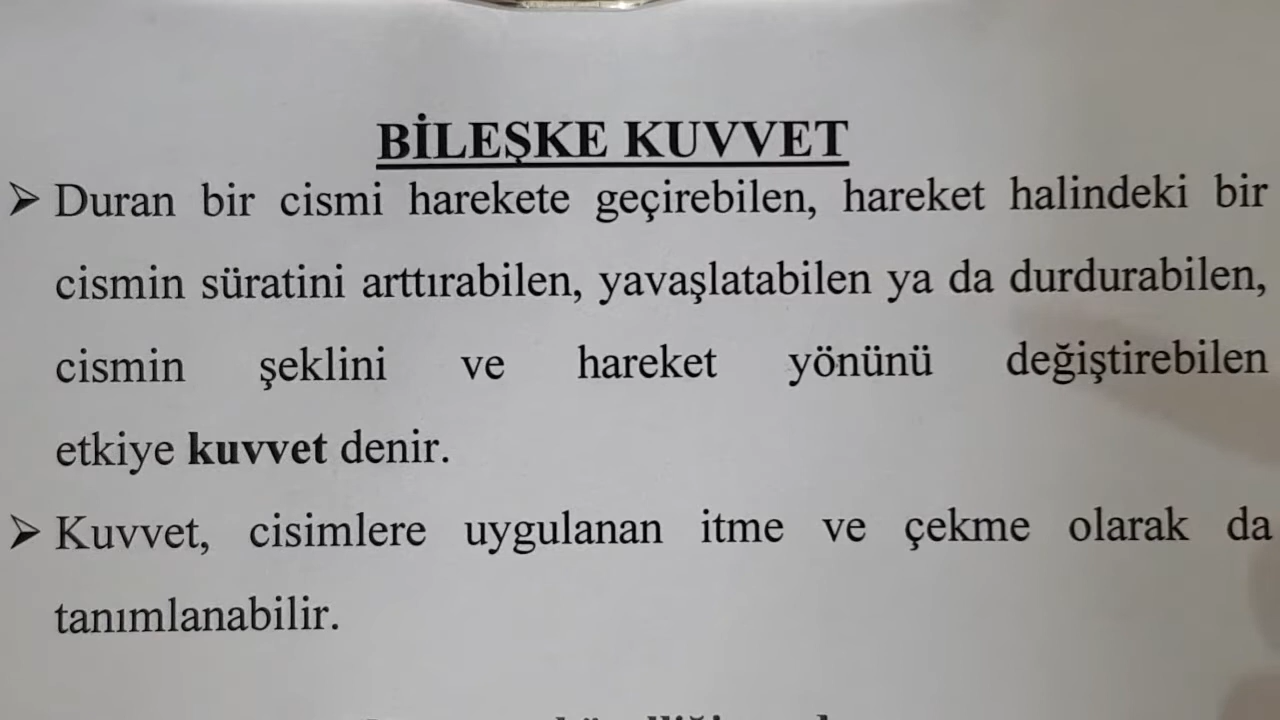 BİLEŞKE KUVVET
➢ Duran bir cismi harekete geçirebilen, hareket halindeki bir
cismin süratini arttırabilen, yavaşlatabilen ya da durdurabilen,
cismin şeklini ve hareket yönünü değiştirebilen
etkiye kuvvet denir.
➢ Kuvvet, cisimlere uygulanan itme ve çekme olarak da
tanımlanabilir.